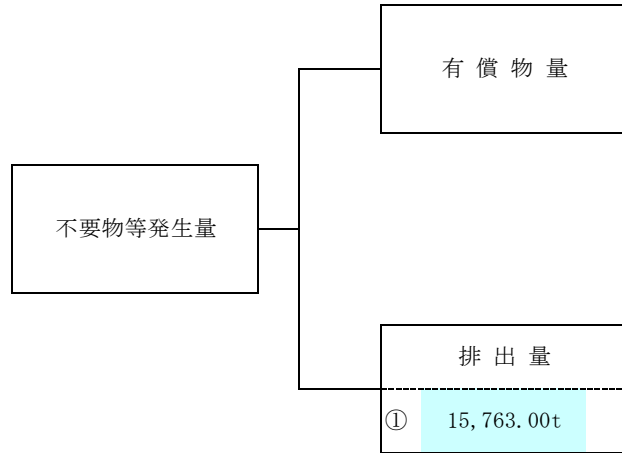 有 償 物 量
不要物等発生量
排 出 量
① 15,763.00t